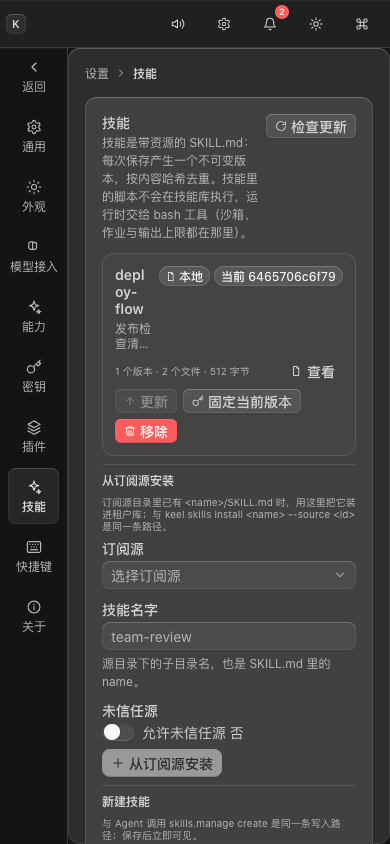 K
2
返回
通用
外观
模型接入
能力
密钥
插件
技能
快捷键
关于
设置 > 技能
技能
检查更新
技能是带资源的 SKILL.md：
每次保存产生一个不可变版
本，按内容哈希去重。技能里
的脚本不会在技能库执行，运
行时交给 bash 工具（沙箱、
作业与输出上限都在那里）。
depl
oy-
flow
本地
当前 6465706c6f79
发布检
查清...
1 个版本 · 2 个文件 · 512 字节
查看
更新
固定当前版本
移除
从订阅源安装
订阅源目录里已有 <name>/SKILL.md 时，用这里把它装
进租户库；与 keel skills install <name> --source <id>
是同一条路径。
订阅源
选择订阅源
技能名字
team-review
源目录下的子目录名，也是 SKILL.md 里的
name。
未信任源
允许未信任源 否
从订阅源安装
新建技能
与 Agent 调用 skills.manage create 是同一条写入路
径；保存后立即可见。